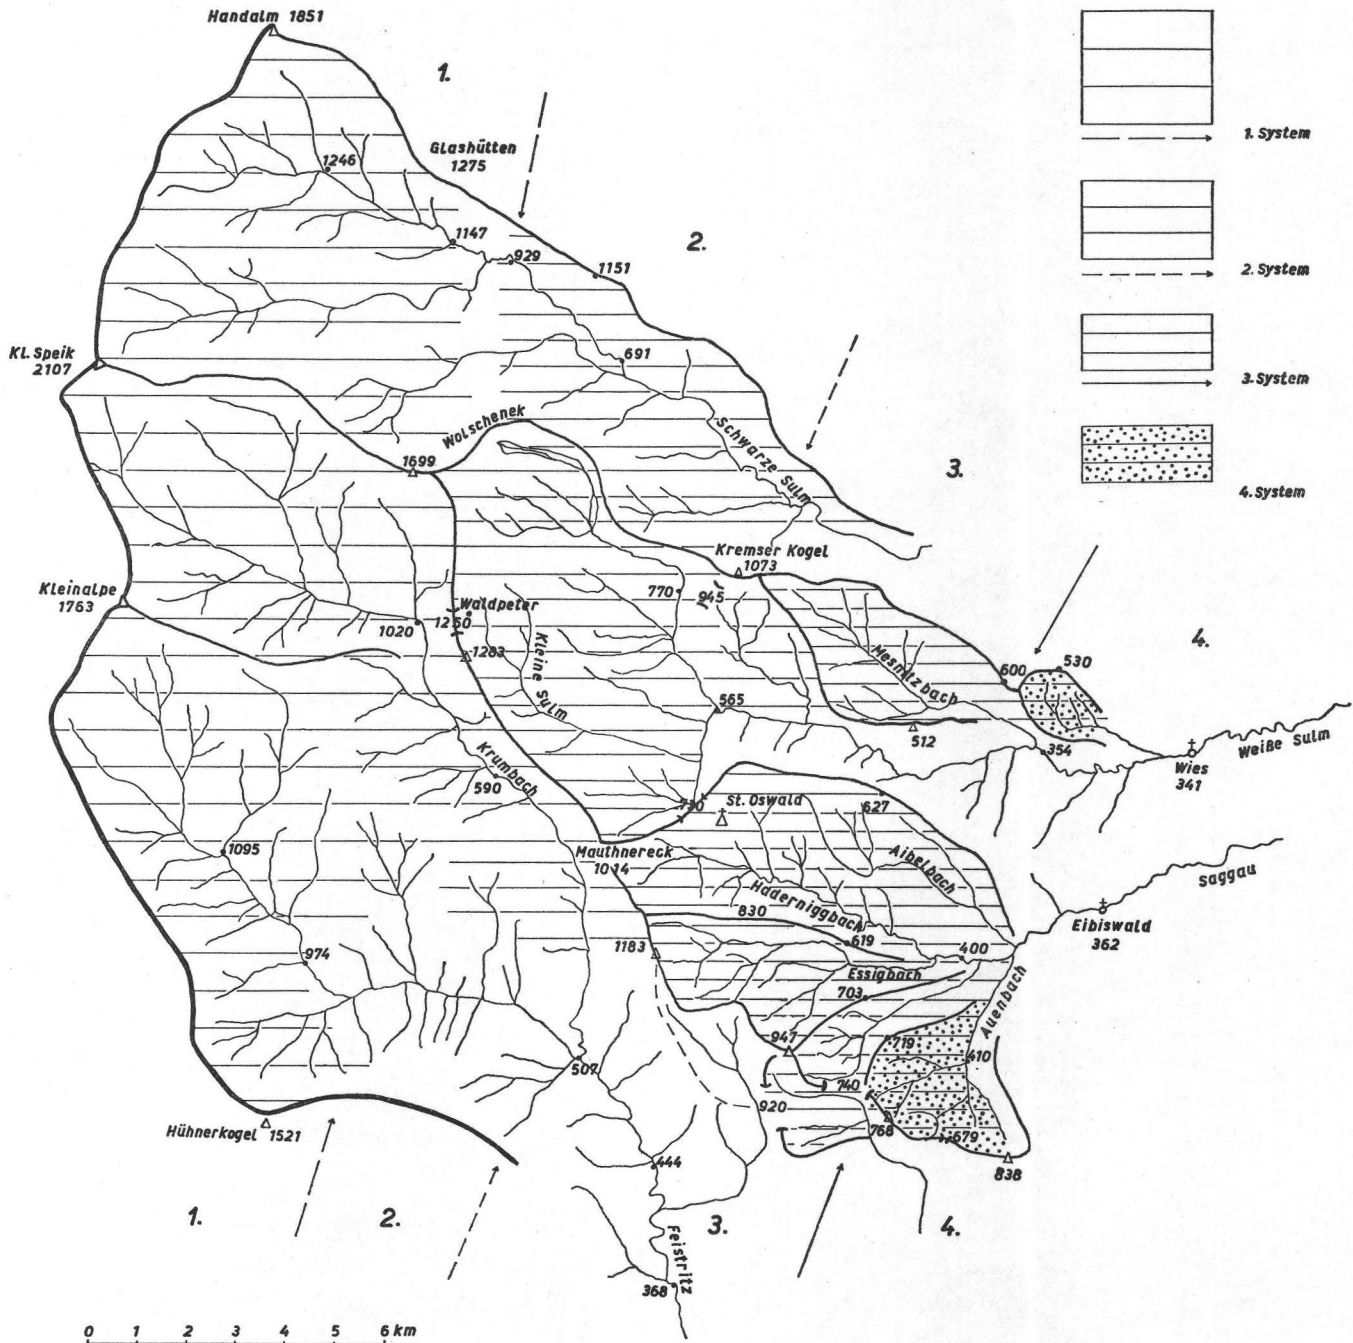 Handalm 1851
1.
1. System
Glashütten
1275
1246
1147
929
2.
1151
2. System
Kl. Speik
2107
691
3. System
Wolschenek
1699
Schwarze Sulm
3.
4. System
Kremser Kogel
1073
Kleinalpe
1763
770
945
Waldpeter
1250
1020
1283
Kleine Sulm
Mesnitzbach
600
530
4.
565
512
354
Weiße Sulm
Wies
341
Krumbach
590
730
St. Oswald
627
Mauthnereck
1014
Aibelbach
Saggau
1095
Haderniggbach
830
Eibiswald
362
619
400
1183
974
Essigbach
703
Auenbach
947
719
410
507
740
920
768
679
838
Hühnerkogel 1521
444
1.
2.
3.
4.
Feistritz
368
0 1 2 3 4 5 6 km